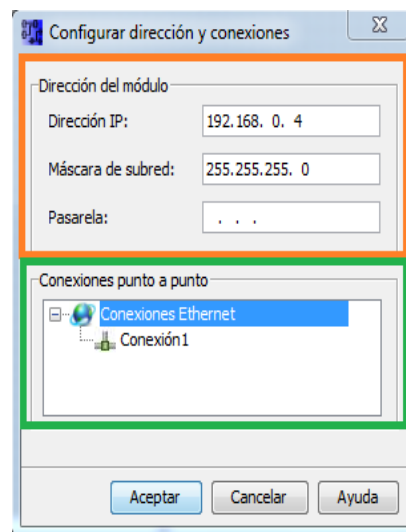 Configurar dirección y conexiones
Dirección del módulo
Dirección IP: 192.168. 0. 4
Máscara de subred: 255.255.255. 0
Pasarela: . . .
Conexiones punto a punto
Conexiones Ethernet
Conexión1
Aceptar Cancelar Ayuda